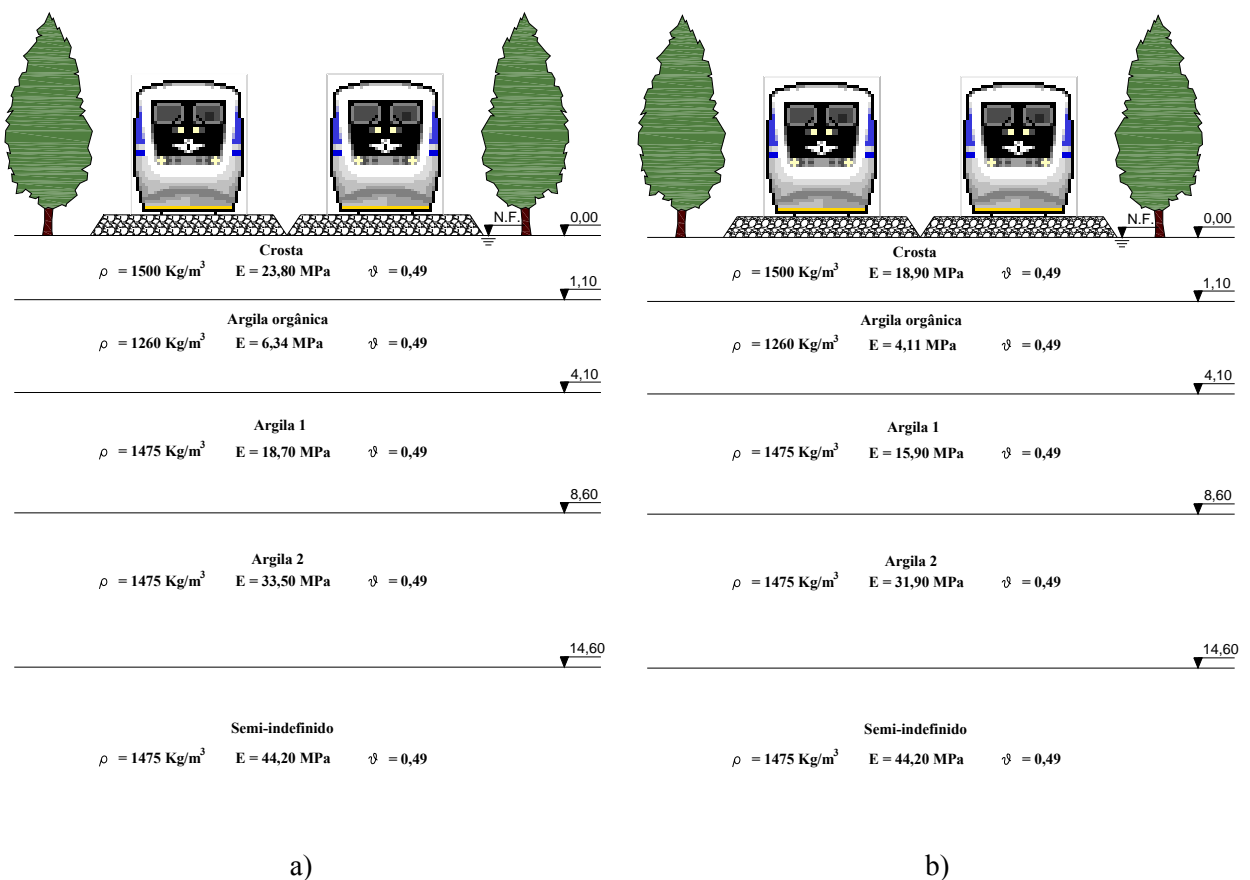 N.F. 0,00
Crosta
ρ = 1500 Kg/m³ E = 23,80 MPa ϑ = 0,49
1,10
Argila orgânica
ρ = 1260 Kg/m³ E = 6,34 MPa ϑ = 0,49
4,10
Argila 1
ρ = 1475 Kg/m³ E = 18,70 MPa ϑ = 0,49
8,60
Argila 2
ρ = 1475 Kg/m³ E = 33,50 MPa ϑ = 0,49
14,60
Semi-indefinido
ρ = 1475 Kg/m³ E = 44,20 MPa ϑ = 0,49
a)
N.F. 0,00
Crosta
ρ = 1500 Kg/m³ E = 18,90 MPa ϑ = 0,49
1,10
Argila orgânica
ρ = 1260 Kg/m³ E = 4,11 MPa ϑ = 0,49
4,10
Argila 1
ρ = 1475 Kg/m³ E = 15,90 MPa ϑ = 0,49
8,60
Argila 2
ρ = 1475 Kg/m³ E = 31,90 MPa ϑ = 0,49
14,60
Semi-indefinido
ρ = 1475 Kg/m³ E = 44,20 MPa ϑ = 0,49
b)